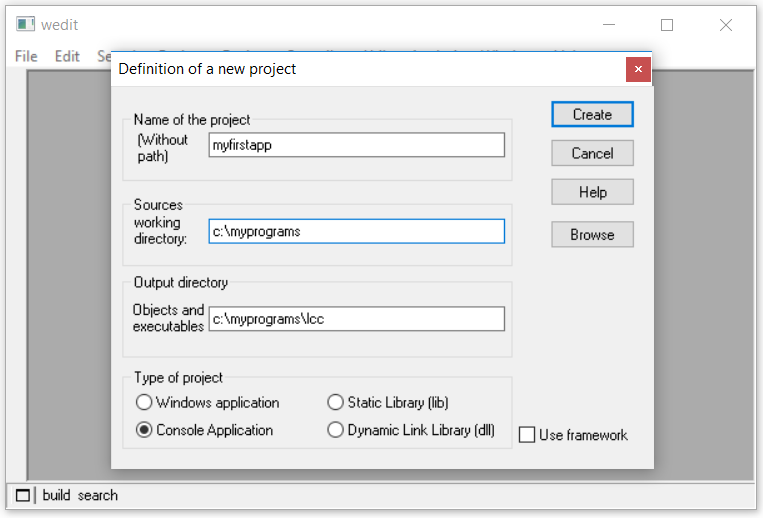 wedit
File Edit
Definition of a new project
Name of the project
(Without
path)
myfirstapp
Create
Cancel
Help
Browse
Sources
working
directory:
c:\myprograms
Output directory
Objects and
executables
c:\myprograms\lcc
Type of project
Windows application
Static Library (lib)
Console Application
Dynamic Link Library (dll)
Use framework
build search